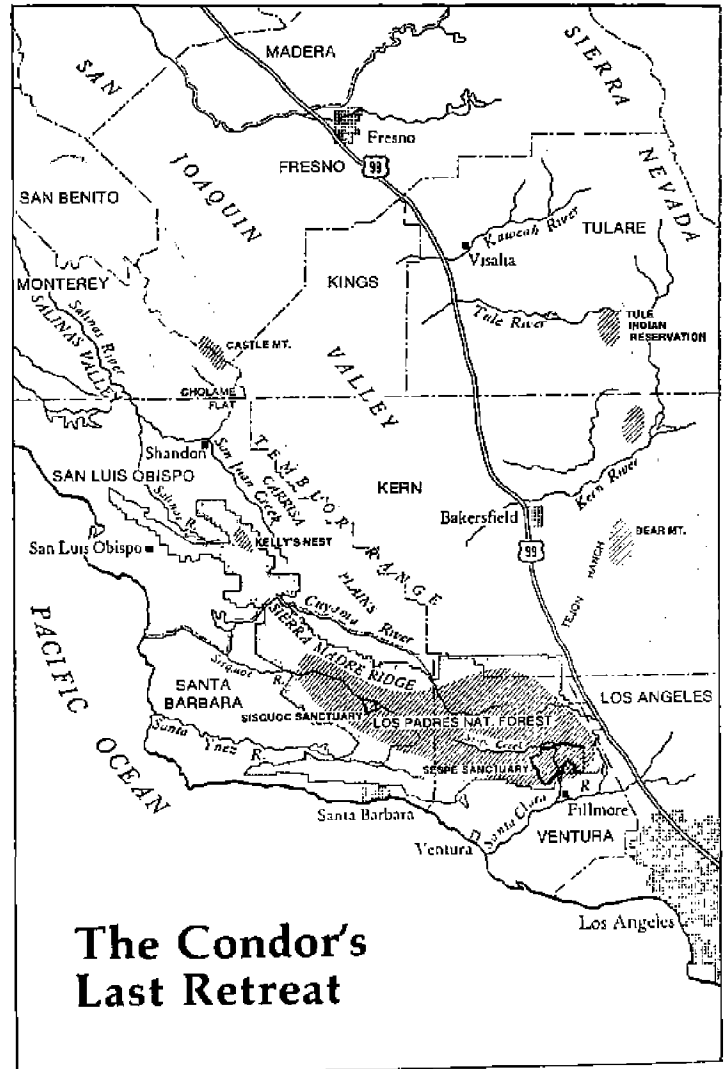 MADERA
SIERRA
NEVADA
SAN
JOAQUIN
VALLEY
Fresno
FRESNO
99
SAN BENITO
Kaweah River
TULARE
Visalia
MONTEREY
KINGS
SALINAS VALLEY
Salinas River
Tule River
TULE
INDIAN
RESERVATION
CASTLE MT.
CHOLAME
FLAT
Shandon
San Juan Creek
TEMBLOR RANGE
CARRISA
PLAINS
SAN LUIS OBISPO
KERN
Salinas R.
Kern River
Bakersfield
KELLY'S NEST
San Luis Obispo
99
BEAR MT.
TEJON RANCH
Cuyama
River
PACIFIC OCEAN
SIERRA MADRE RIDGE
Sisquoc R.
SANTA
BARBARA
LOS ANGELES
SISQUOC SANCTUARY
LOS PADRES NAT. FOREST
Santa Ynez R.
Creek
SESPE SANCTUARY
Santa Clara R
Fillmore
Santa Barbara
Ventura
VENTURA
Los Angeles
The Condor's
Last Retreat